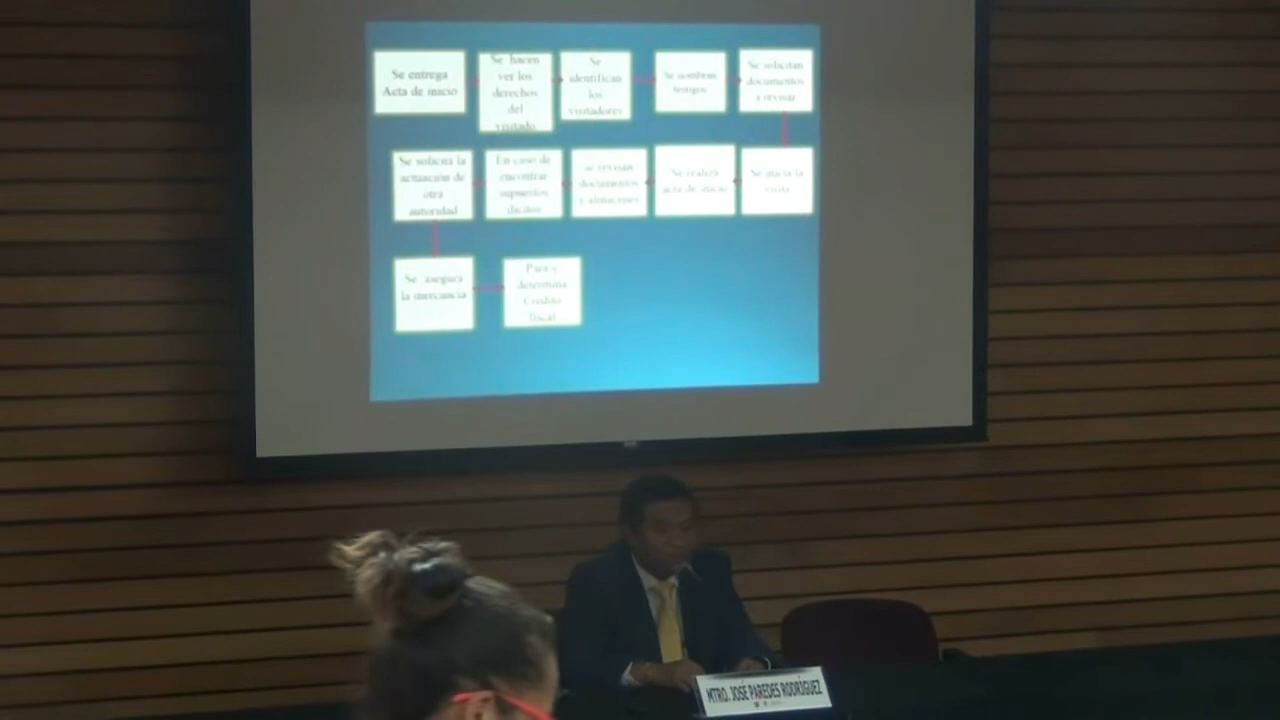 Se entrega
Acta de inicio
Se hacen
ver los
derechos
del
visitado
Se
identifican
los
visitadores
Se nombran
testigos
Se solicitan
documentos
a revisar
Se inicia la
visita
Se realiza
acta de inicio
se revisan
documentos
y almacenes
En caso de
encontrar
supuestos
ilícitos
Se solicita la
actuación de
otra
autoridad
Se asegura
la mercancía
determina
Crédito
fiscal
MTRO. JOSÉ PAREDES RODRÍGUEZ